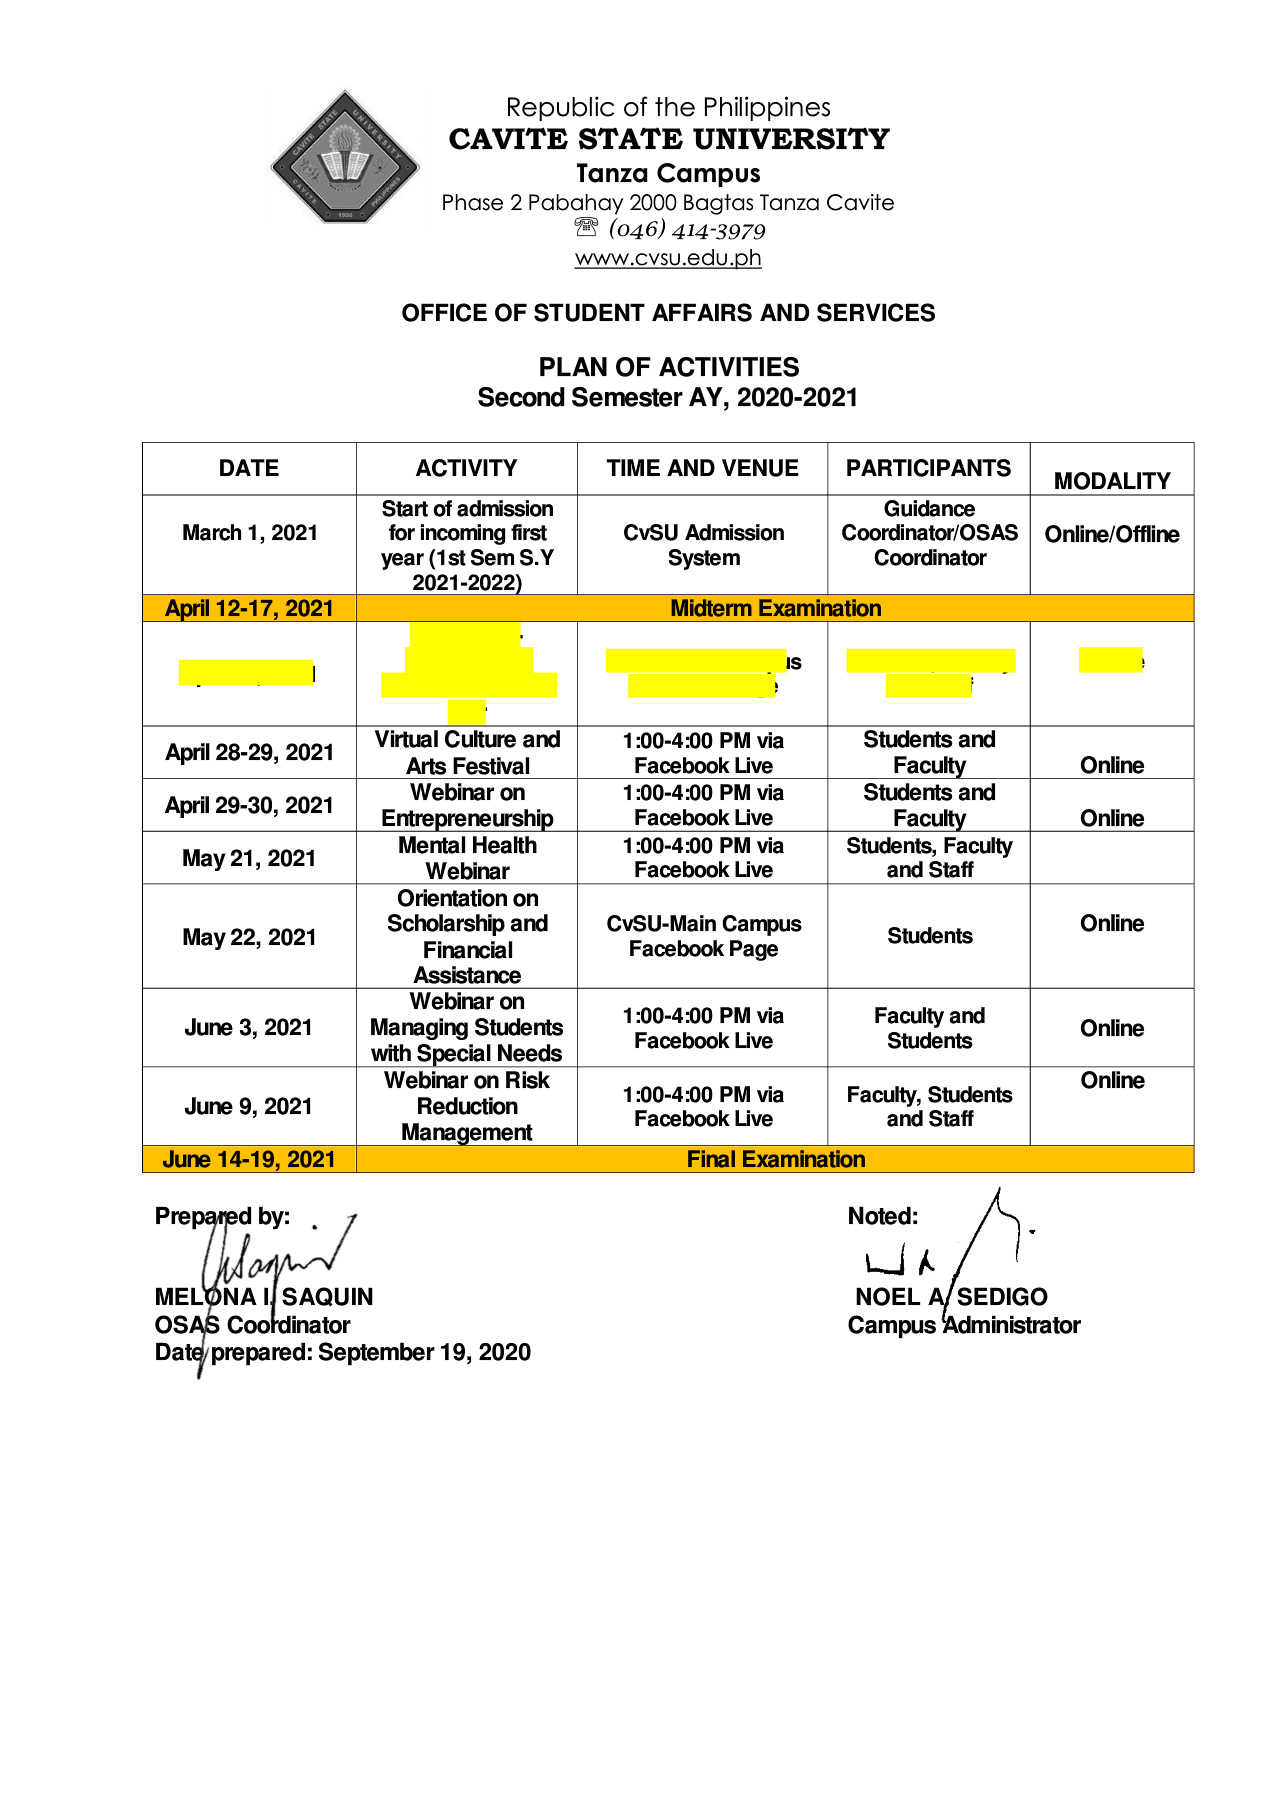 Republic of the Philippines
CAVITE STATE UNIVERSITY
Tanza Campus
Phase 2 Pabahay 2000 Bagtas Tanza Cavite
☏ (046) 414-3979
www.cvsu.edu.ph
CAVITE STATE UNIVERSITY
CAVITE
PHILIPPINES
1906
OFFICE OF STUDENT AFFAIRS AND SERVICES
PLAN OF ACTIVITIES
Second Semester AY, 2020-2021
DATE
ACTIVITY
TIME AND VENUE
PARTICIPANTS
MODALITY
March 1, 2021
Start of admission
for incoming first
year (1st Sem S.Y
2021-2022)
CvSU Admission
System
Guidance
Coordinator/OSAS
Coordinator
Online/Offline
April 12-17, 2021
Midterm Examination
April 28-29, 2021
Virtual Culture and
Arts Festival
1:00-4:00 PM via
Facebook Live
Students and
Faculty
Online
April 29-30, 2021
Webinar on
Entrepreneurship
1:00-4:00 PM via
Facebook Live
Students and
Faculty
Online
May 21, 2021
Mental Health
Webinar
1:00-4:00 PM via
Facebook Live
Students, Faculty
and Staff
May 22, 2021
Orientation on
Scholarship and
Financial
Assistance
CvSU-Main Campus
Facebook Page
Students
Online
June 3, 2021
Webinar on
Managing Students
with Special Needs
1:00-4:00 PM via
Facebook Live
Faculty and
Students
Online
June 9, 2021
Webinar on Risk
Reduction
Management
1:00-4:00 PM via
Facebook Live
Faculty, Students
and Staff
Online
June 14-19, 2021
Final Examination
Prepared by:
MELONA I. SAQUIN
OSAS Coordinator
Date prepared: September 19, 2020
Noted:
NOEL A. SEDIGO
Campus Administrator